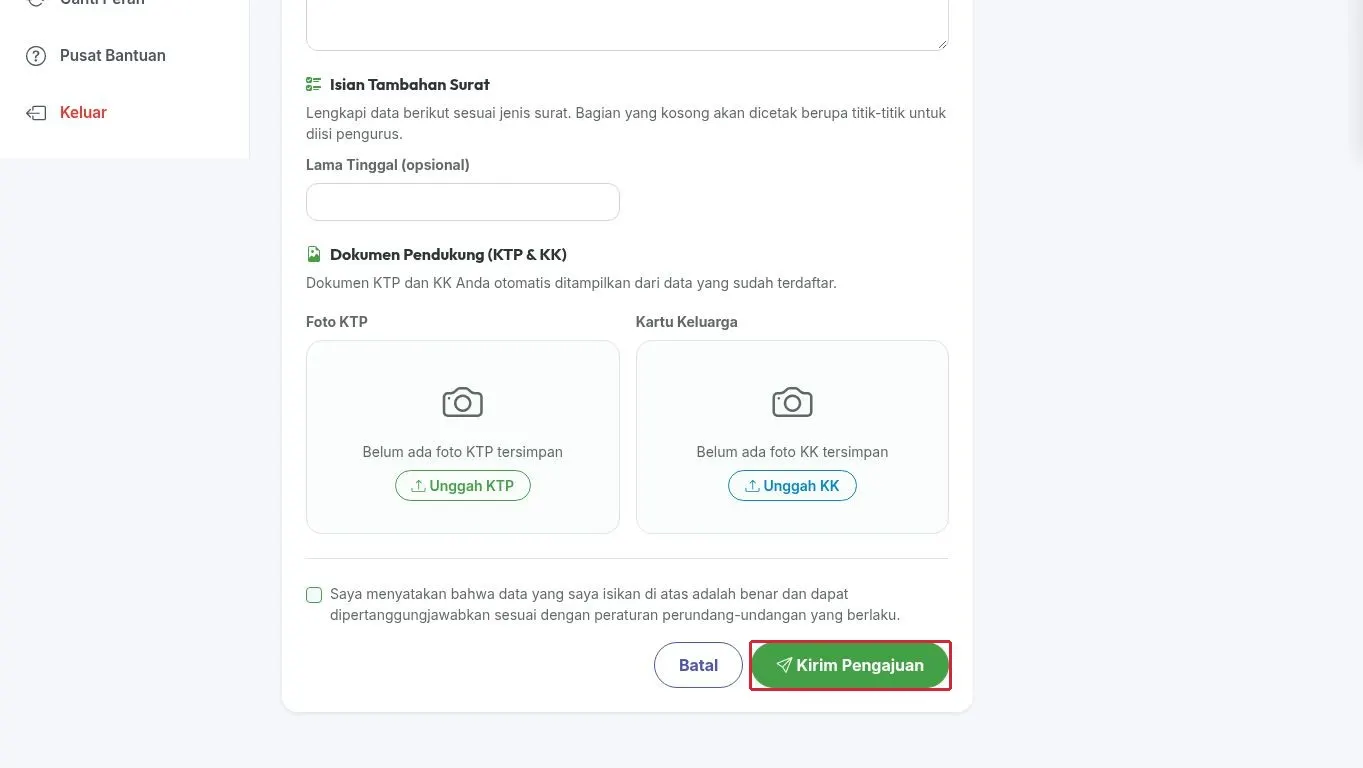 Pusat Bantuan
Keluar
Isian Tambahan Surat
Lengkapi data berikut sesuai jenis surat. Bagian yang kosong akan dicetak berupa titik-titik untuk
diisi pengurus.
Lama Tinggal (opsional)
Dokumen Pendukung (KTP & KK)
Dokumen KTP dan KK Anda otomatis ditampilkan dari data yang sudah terdaftar.
Foto KTP
Kartu Keluarga
Belum ada foto KTP tersimpan
Belum ada foto KK tersimpan
Unggah KTP
Unggah KK
Saya menyatakan bahwa data yang saya isikan di atas adalah benar dan dapat
dipertanggungjawabkan sesuai dengan peraturan perundang-undangan yang berlaku.
Batal
Kirim Pengajuan